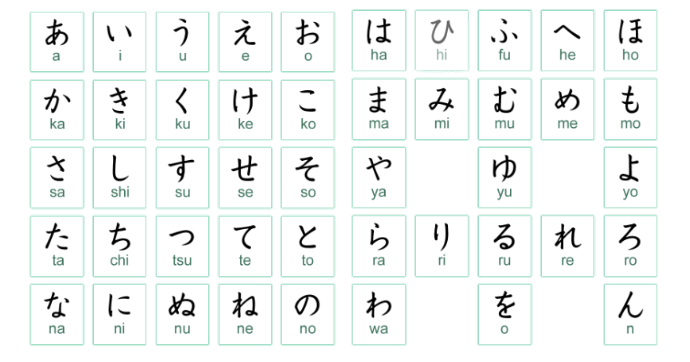 あ い う え お は ひ ふ へ ほ
a i u e o ha hi fu he ho
か き く け こ ま み む め も
ka ki ku ke ko ma mi mu me mo
さ し す せ そ や ゆ よ
sa shi su se so ya yu yo
た ち つ て と ら り る れ ろ
ta chi tsu te to ra ri ru re ro
な に ぬ ね の わ を ん
na ni nu ne no wa o n